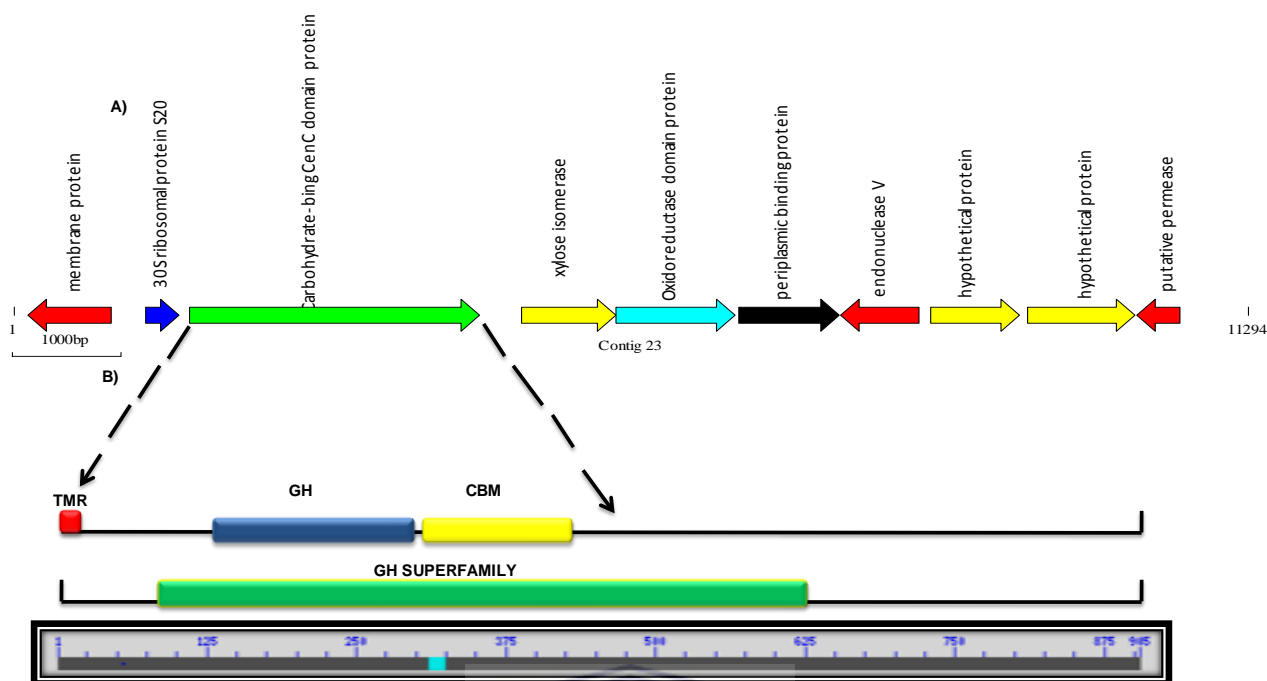 A)
membrane protein
30S ribosomal protein S20
Carbohydrate-bing CenC domain protein
xylose isomerase
Oxidoreductase domain protein
periplasmic binding protein
endonuclease V
hypothetical protein
hypothetical protein
putative permease
1
1000bp
Contig 23
11294
B)
TMR
GH
CBM
GH SUPERFAMILY
1 125 250 375 500 625 750 875 905